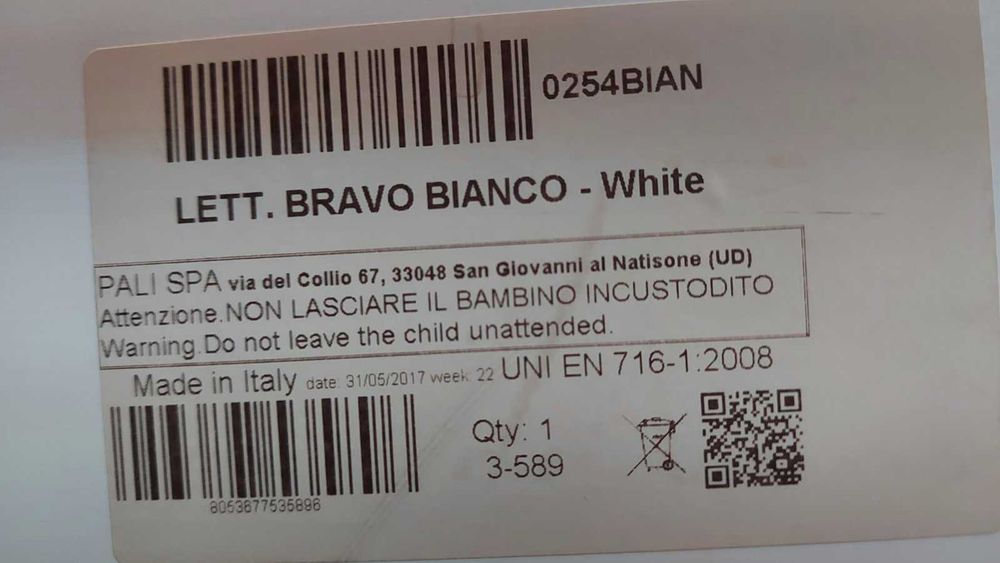 0254BIAN
LETT. BRAVO BIANCO - White
PALI SPA via del Collio 67, 33048 San Giovanni al Natisone (UD)
Attenzione.NON LASCIARE IL BAMBINO INCUSTODITO
Warning.Do not leave the child unattended.
Made in Italy date: 31/05/2017 week: 22 UNI EN 716-1:2008
Qty: 1
3-589
8053877535896